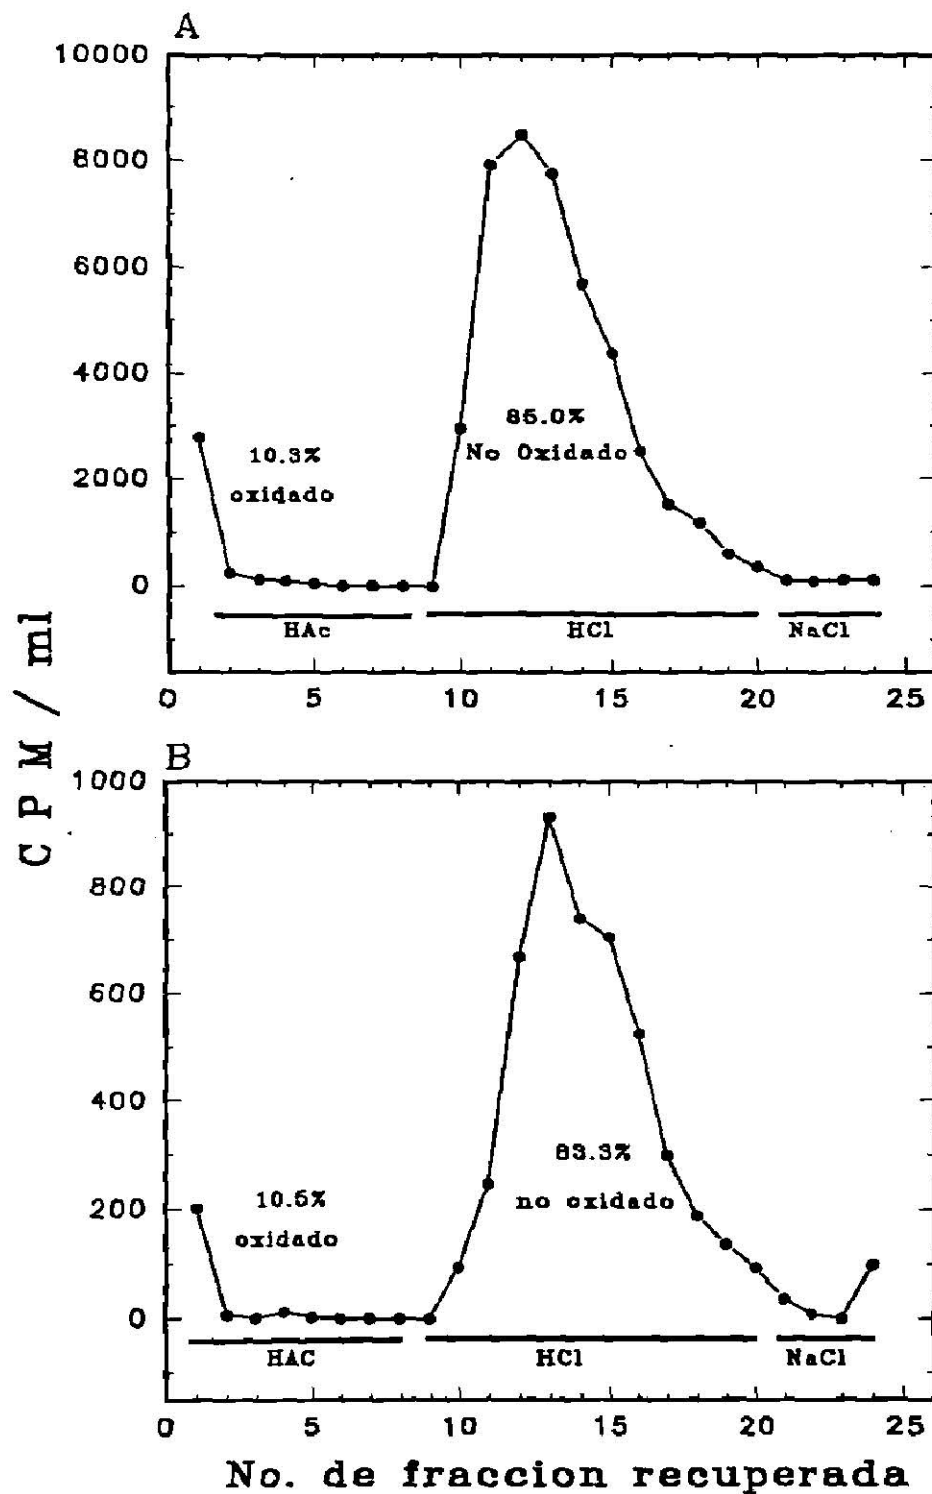 A
10000
8000
6000
4000
2000
0
10.3%
oxidado
85.0%
No Oxidado
HAc
HCl
NaCl
0 5 10 15 20 25
CPM / ml
B
1000
800
600
400
200
0
10.5%
oxidado
83.3%
no oxidado
HAC
HCl
NaCl
0 5 10 15 20 25
No. de fraccion recuperada